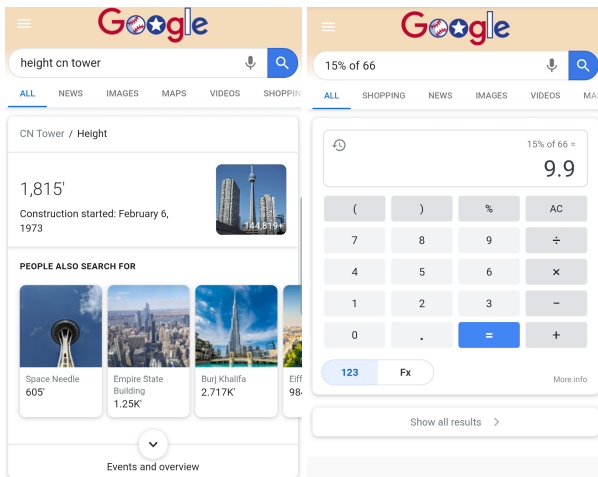 Google
height cn tower
ALL NEWS IMAGES MAPS VIDEOS SHOPPIN
CN Tower / Height
1,815'
Construction started: February 6,
1973
144,819+
PEOPLE ALSO SEARCH FOR
Space Needle
605'
Empire State
Building
1.25K'
Burj Khalifa
2.717K'
Eiff
984
Events and overview
Google
15% of 66
ALL SHOPPING NEWS IMAGES VIDEOS MA
15% of 66 =
9.9
( ) % AC
7 8 9 ÷
4 5 6 ×
1 2 3 −
0 . = +
123 Fx
More info
Show all results